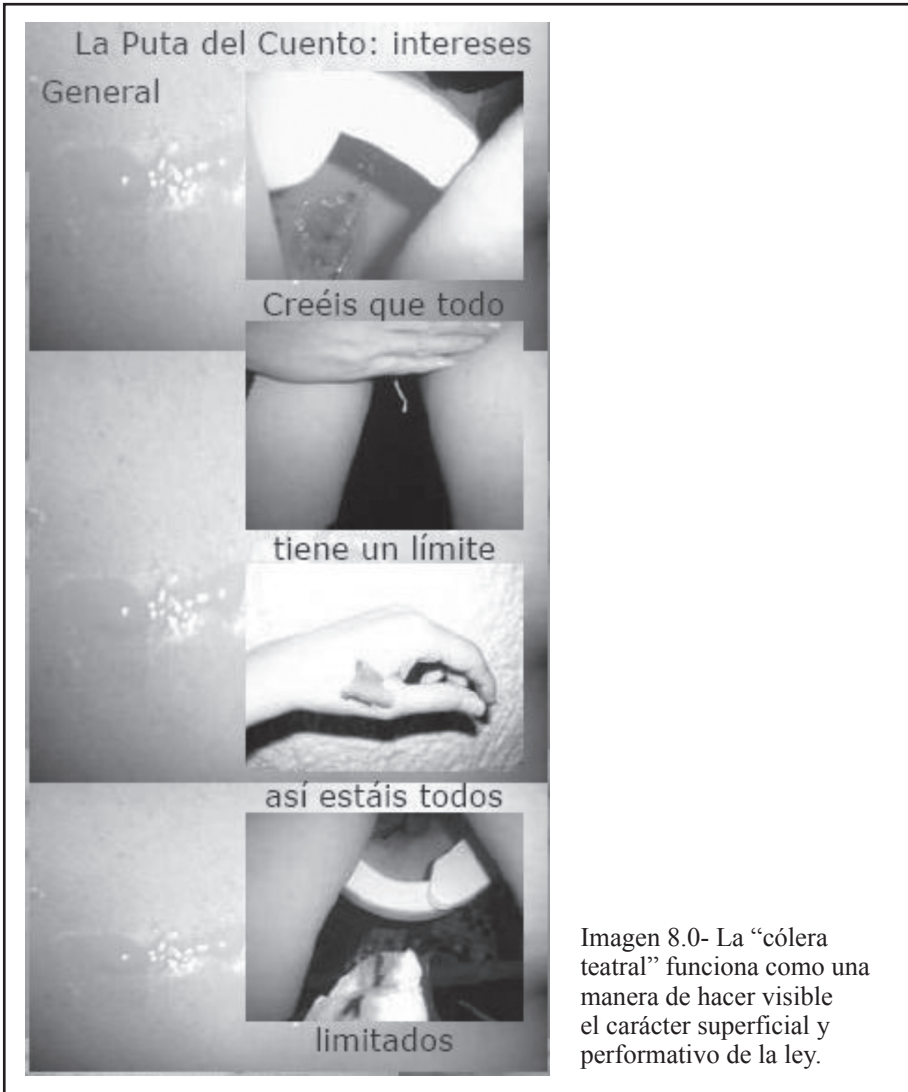 La Puta del Cuento: intereses
General
Creéis que todo
tiene un límite
así estáis todos
limitados
Imagen 8.0- La “cólera
teatral” funciona como una
manera de hacer visible
el carácter superficial y
performativo de la ley.